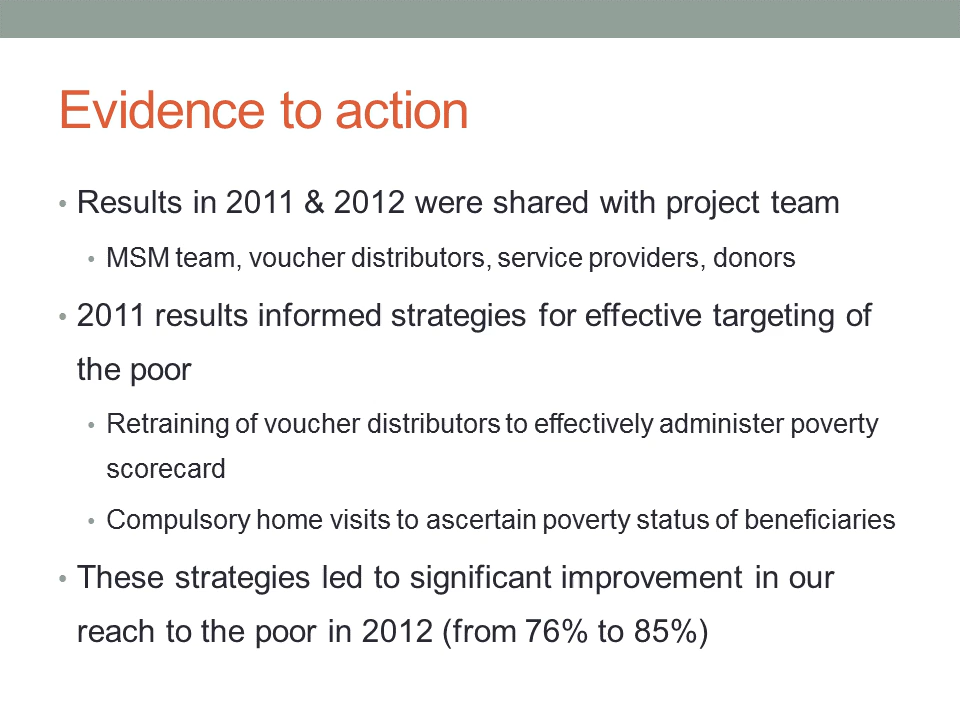 Evidence to action
• Results in 2011 & 2012 were shared with project team
• MSM team, voucher distributors, service providers, donors
• 2011 results informed strategies for effective targeting of
the poor
• Retraining of voucher distributors to effectively administer poverty
scorecard
• Compulsory home visits to ascertain poverty status of beneficiaries
• These strategies led to significant improvement in our
reach to the poor in 2012 (from 76% to 85%)